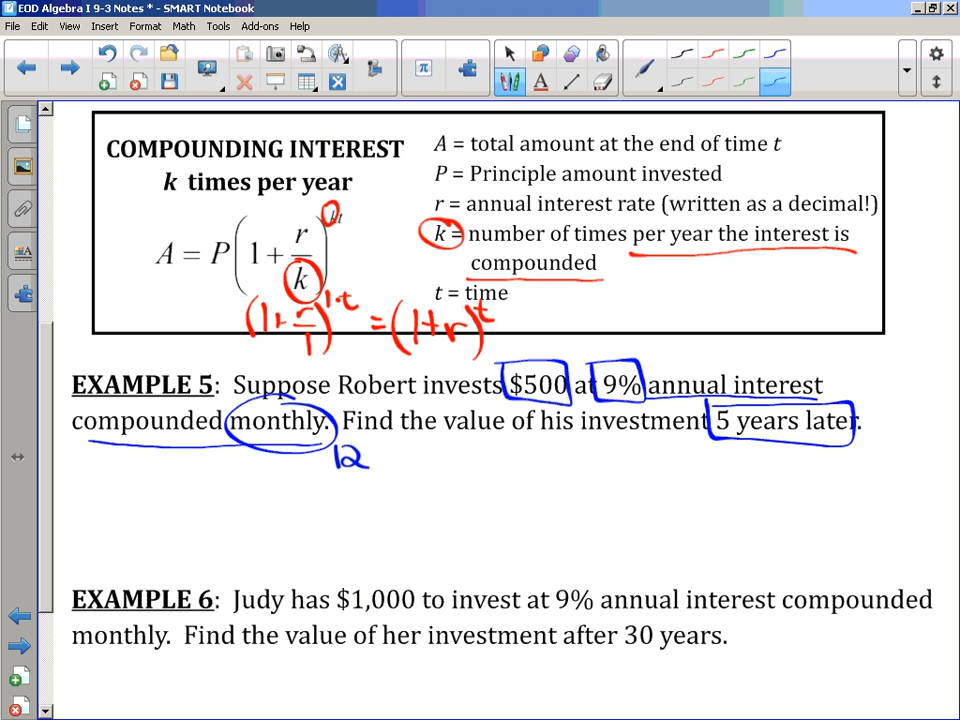 EOD Algebra I 9-3 Notes * - SMART Notebook
File Edit View Insert Format Math Tools Add-ons Help
COMPOUNDING INTEREST
k times per year
A = P(1 + r/k)^kt
(1+r/1)^1·t = (1+r)^t
A = total amount at the end of time t
P = Principle amount invested
r = annual interest rate (written as a decimal!)
k = number of times per year the interest is
compounded
t = time
EXAMPLE 5: Suppose Robert invests $500 at 9% annual interest
compounded monthly. Find the value of his investment 5 years later.
12
EXAMPLE 6: Judy has $1,000 to invest at 9% annual interest compounded
monthly. Find the value of her investment after 30 years.